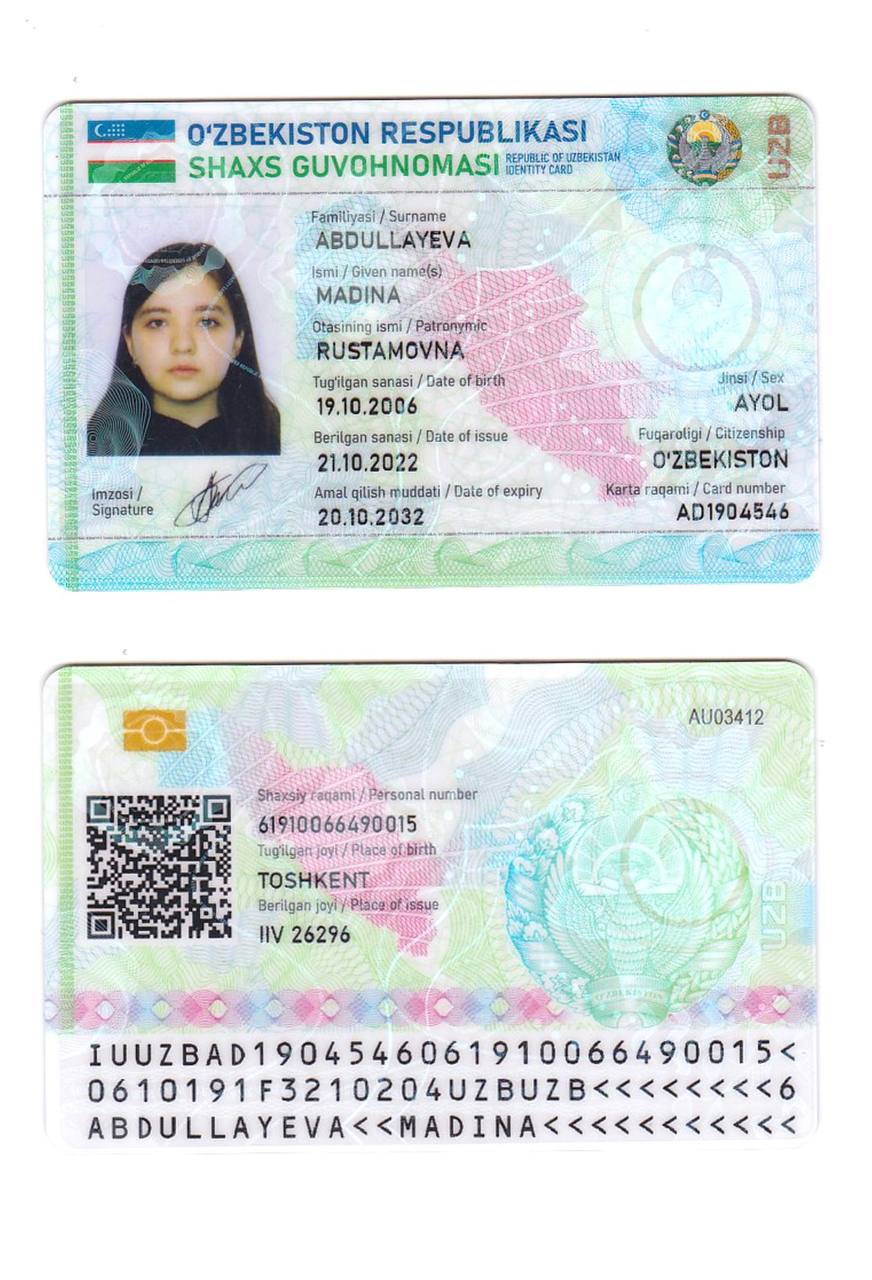 O‘ZBEKISTON RESPUBLIKASI
SHAXS GUVOHNOMASI
REPUBLIC OF UZBEKISTAN
IDENTITY CARD
UZB
Familiyasi / Surname
ABDULLAYEVA
Ismi / Given name(s)
MADINA
Otasining ismi / Patronymic
RUSTAMOVNA
Tug‘ilgan sanasi / Date of birth
19.10.2006
Jinsi / Sex
AYOL
Berilgan sanasi / Date of issue
21.10.2022
Fuqaroligi / Citizenship
O‘ZBEKISTON
Amal qilish muddati / Date of expiry
20.10.2032
Karta raqami / Card number
AD1904546
Imzosi /
Signature
AU03412
Shaxsiy raqami / Personal number
61910066490015
Tug‘ilgan joyi / Place of birth
TOSHKENT
Berilgan joyi / Place of issue
IIV 26296
UZB
IUUZBAD1904546061910066490015<
0610191F3210204UZBUZB<<<<<<<<6
ABDULLAYEVA<<MADINA<<<<<<<<<<<